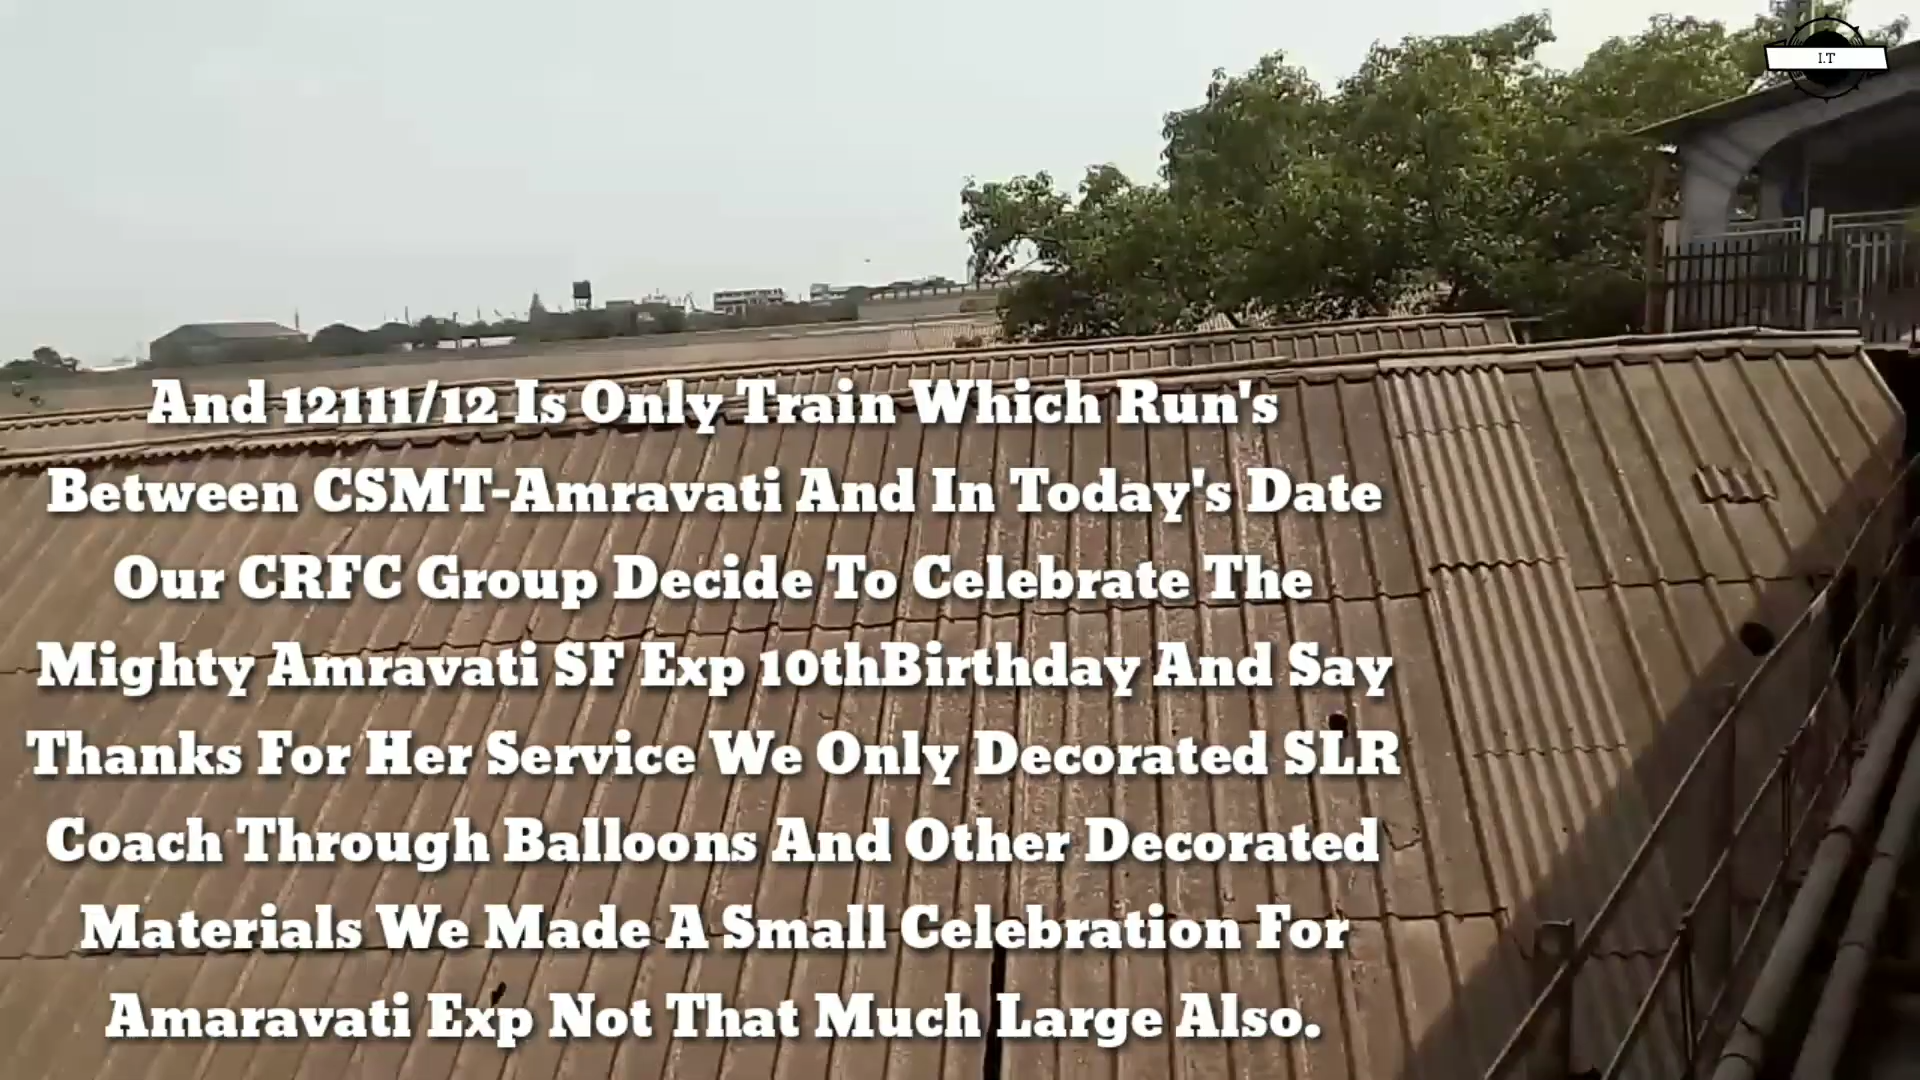 I.T
And 12111/12 Is Only Train Which Run's
Between CSMT-Amravati And In Today's Date
Our CRFC Group Decide To Celebrate The
Mighty Amravati SF Exp 10thBirthday And Say
Thanks For Her Service We Only Decorated SLR
Coach Through Balloons And Other Decorated
Materials We Made A Small Celebration For
Amaravati Exp Not That Much Large Also.